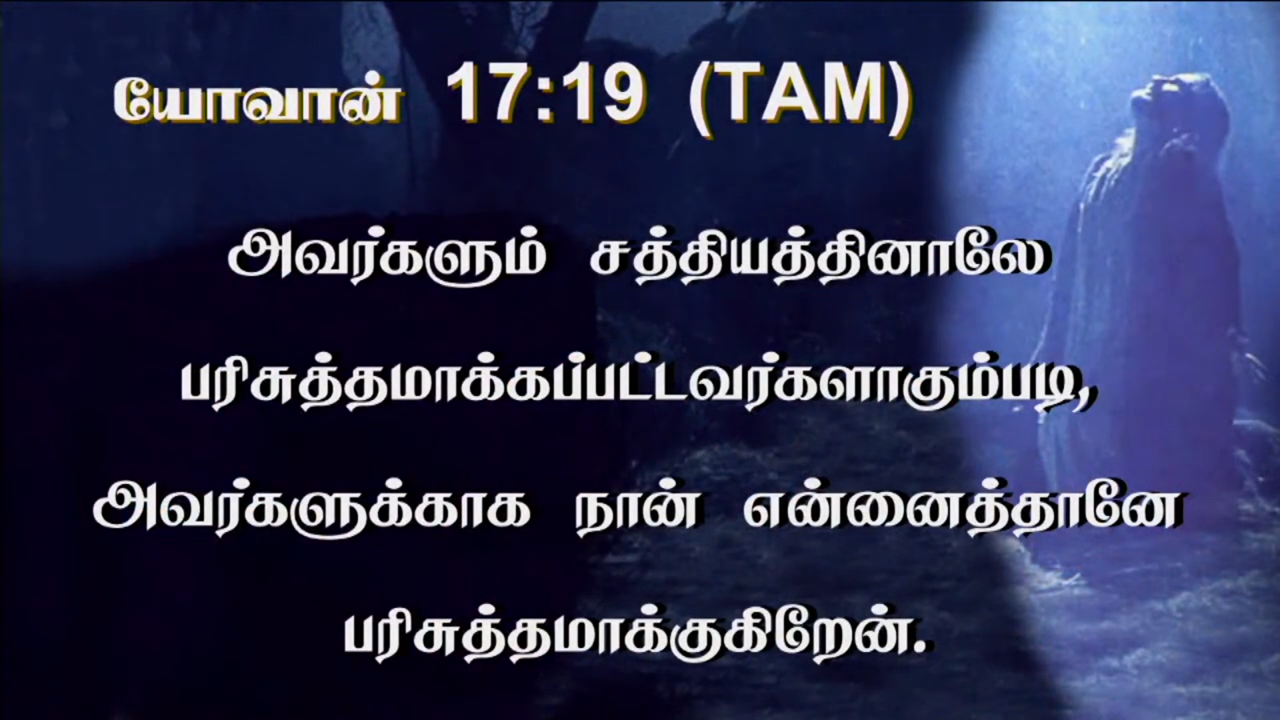 யோவான் 17:19 (TAM)
அவர்களும் சத்தியத்தினாலே
பரிசுத்தமாக்கப்பட்டவர்களாகும்படி,
அவர்களுக்காக நான் என்னைத்தானே
பரிசுத்தமாக்குகிறேன்.